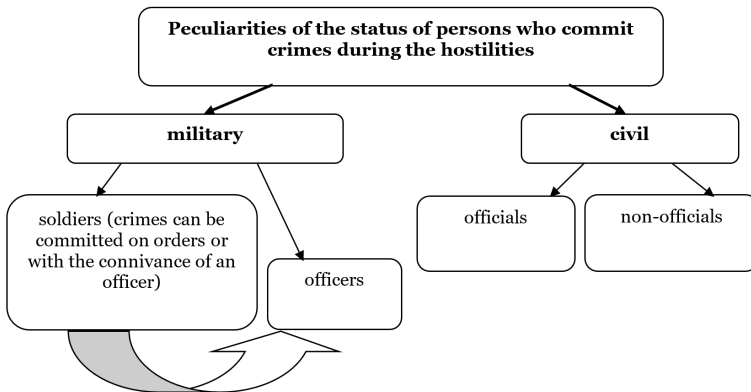 Peculiarities of the status of persons who commit
crimes during the hostilities
military
civil
soldiers (crimes can be
committed on orders or
with the connivance of an
officer)
officers
officials
non-officials